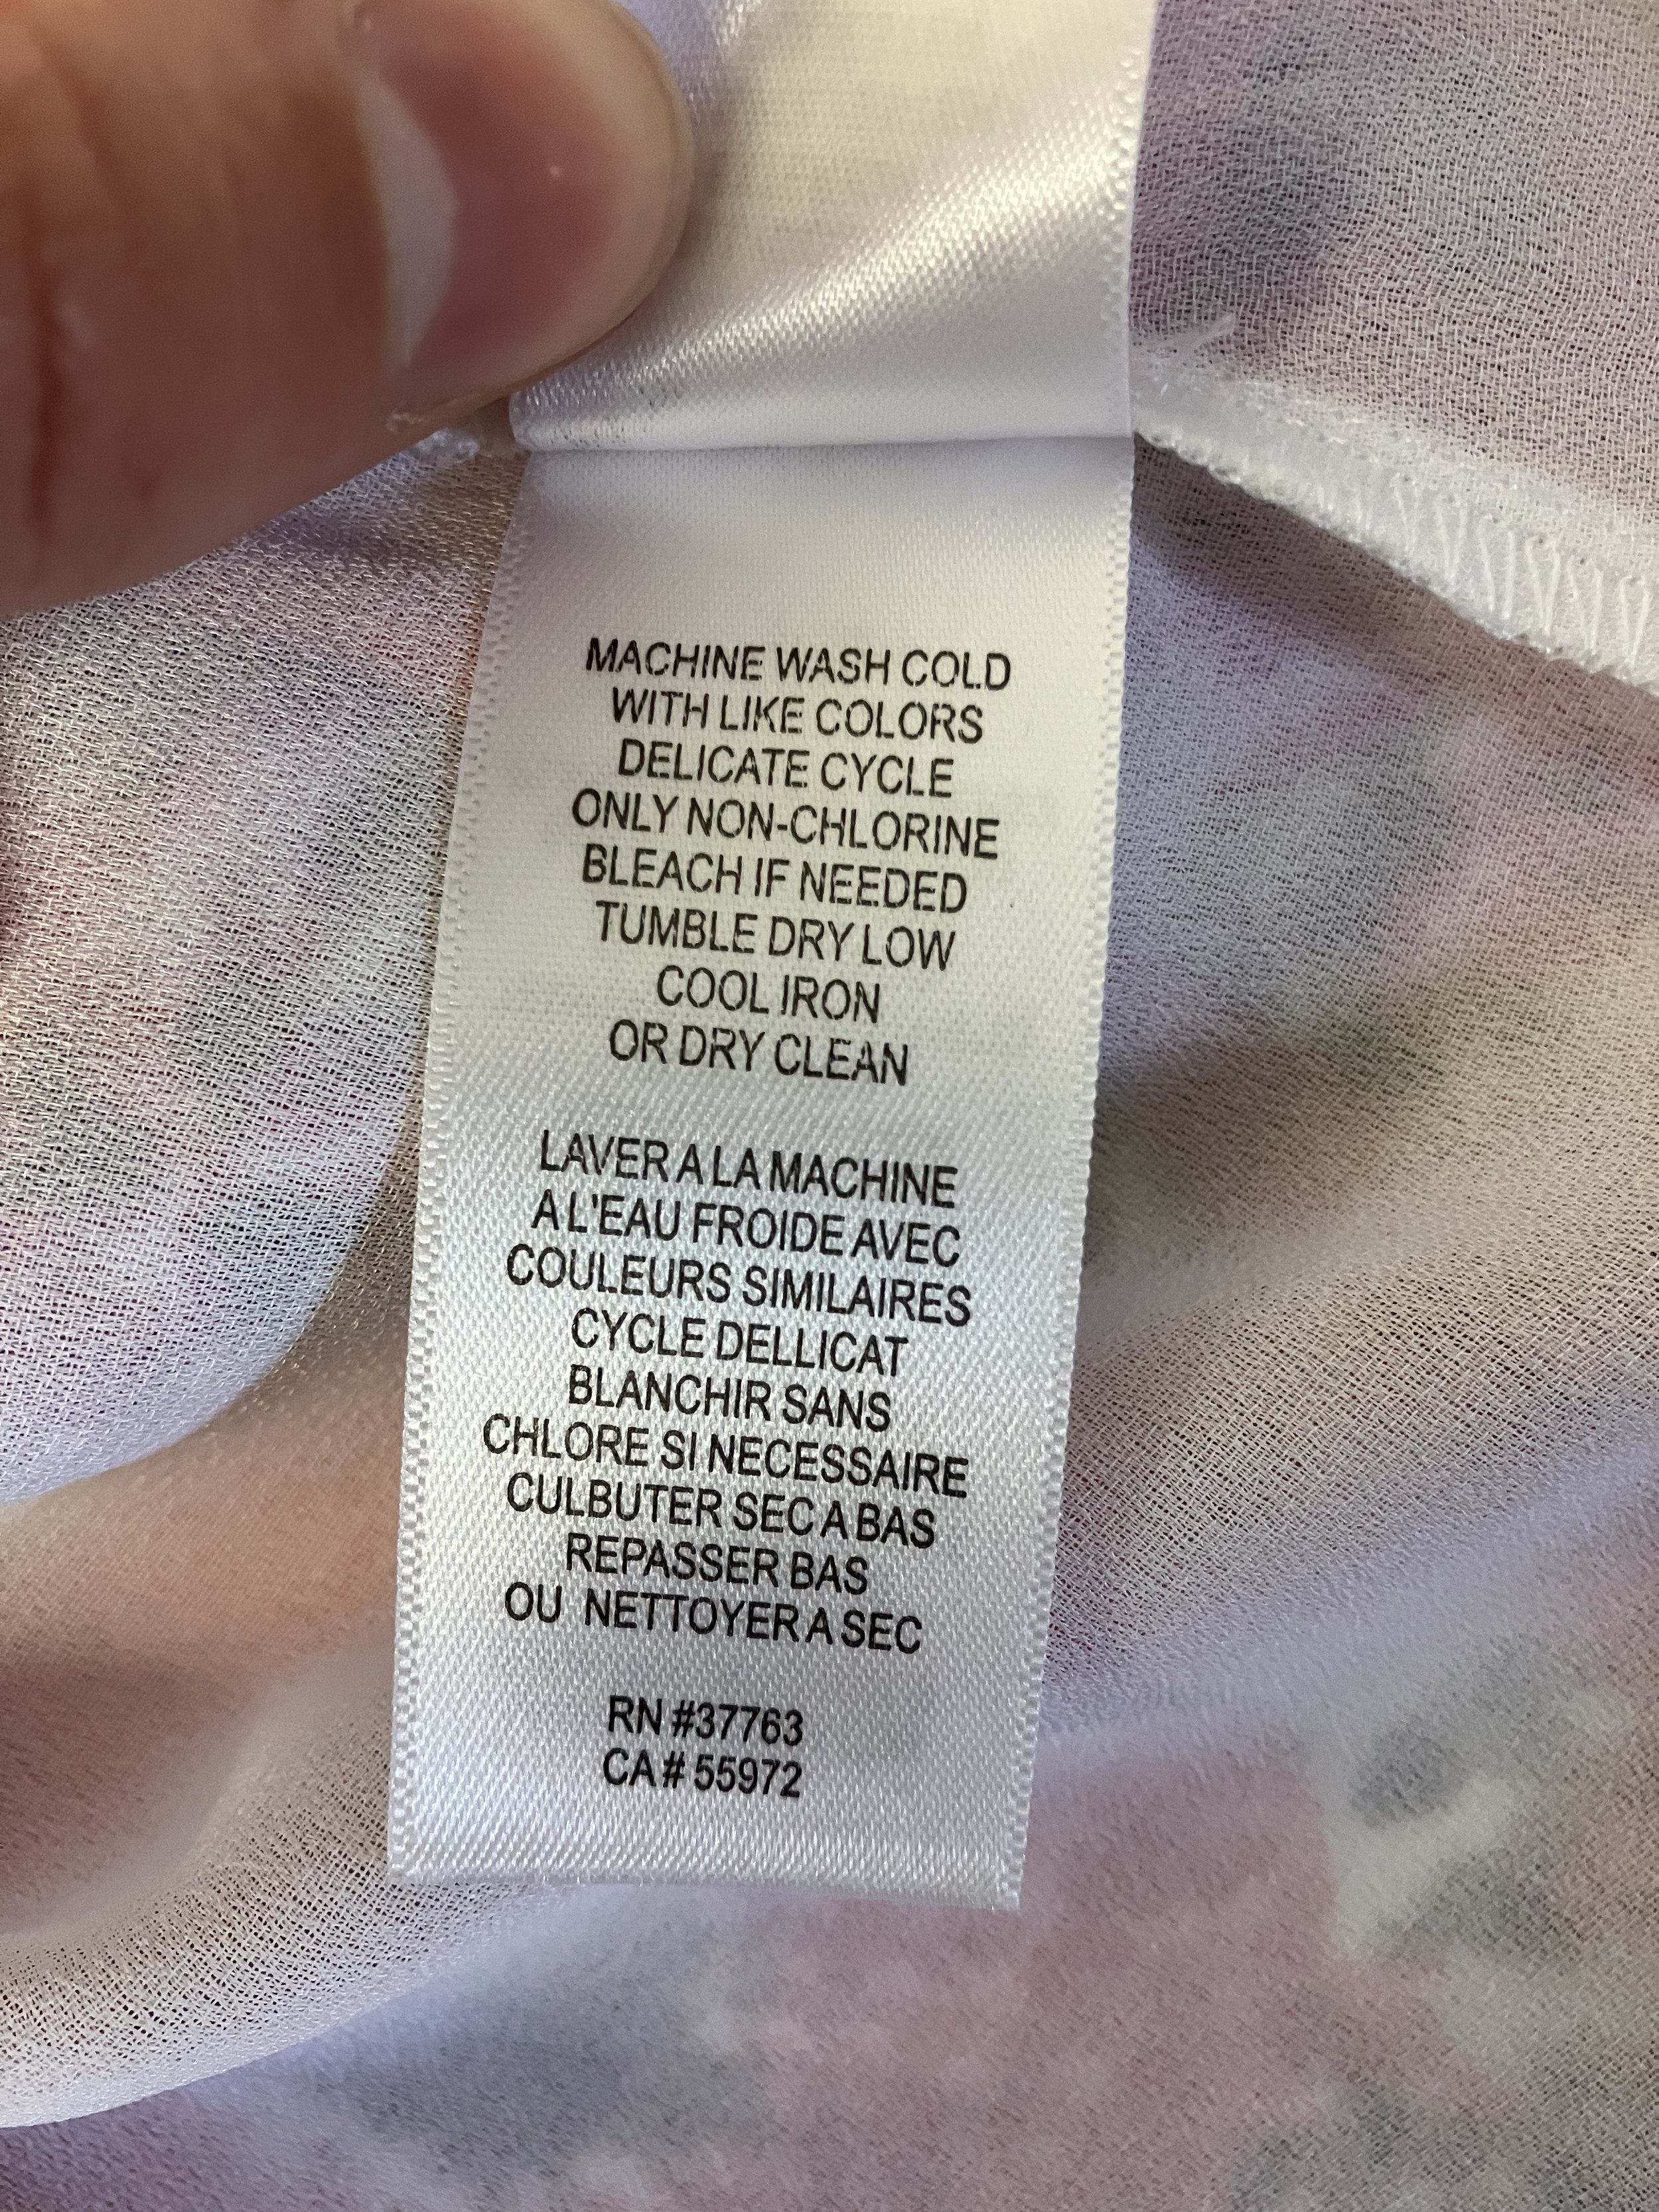 MACHINE WASH COLD
WITH LIKE COLORS
DELICATE CYCLE
ONLY NON-CHLORINE
BLEACH IF NEEDED
TUMBLE DRY LOW
COOL IRON
OR DRY CLEAN
LAVER A LA MACHINE
A L'EAU FROIDE AVEC
COULEURS SIMILAIRES
CYCLE DELLICAT
BLANCHIR SANS
CHLORE SI NECESSAIRE
CULBUTER SEC A BAS
REPASSER BAS
OU NETTOYER A SEC
RN #37763
CA# 55972